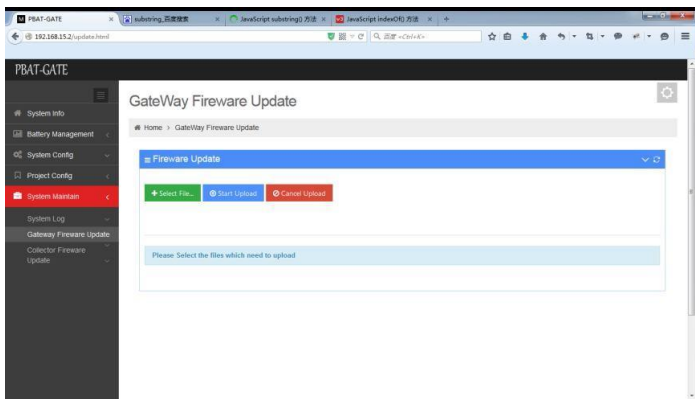 PBAT-GATE
substring_百度搜索
JavaScript substring() 方法
JavaScript indexOf() 方法
192.168.15.2/update.html
百度 <Ctrl+K>
PBAT-GATE
System Info
Battery Management
System Config
Project Config
System Maintain
System Log
Gateway Fireware Update
Collector Fireware
Update
GateWay Fireware Update
Home > GateWay Fireware Update
Fireware Update
Select File...
Start Upload
Cancel Upload
Please Select the files which need to upload